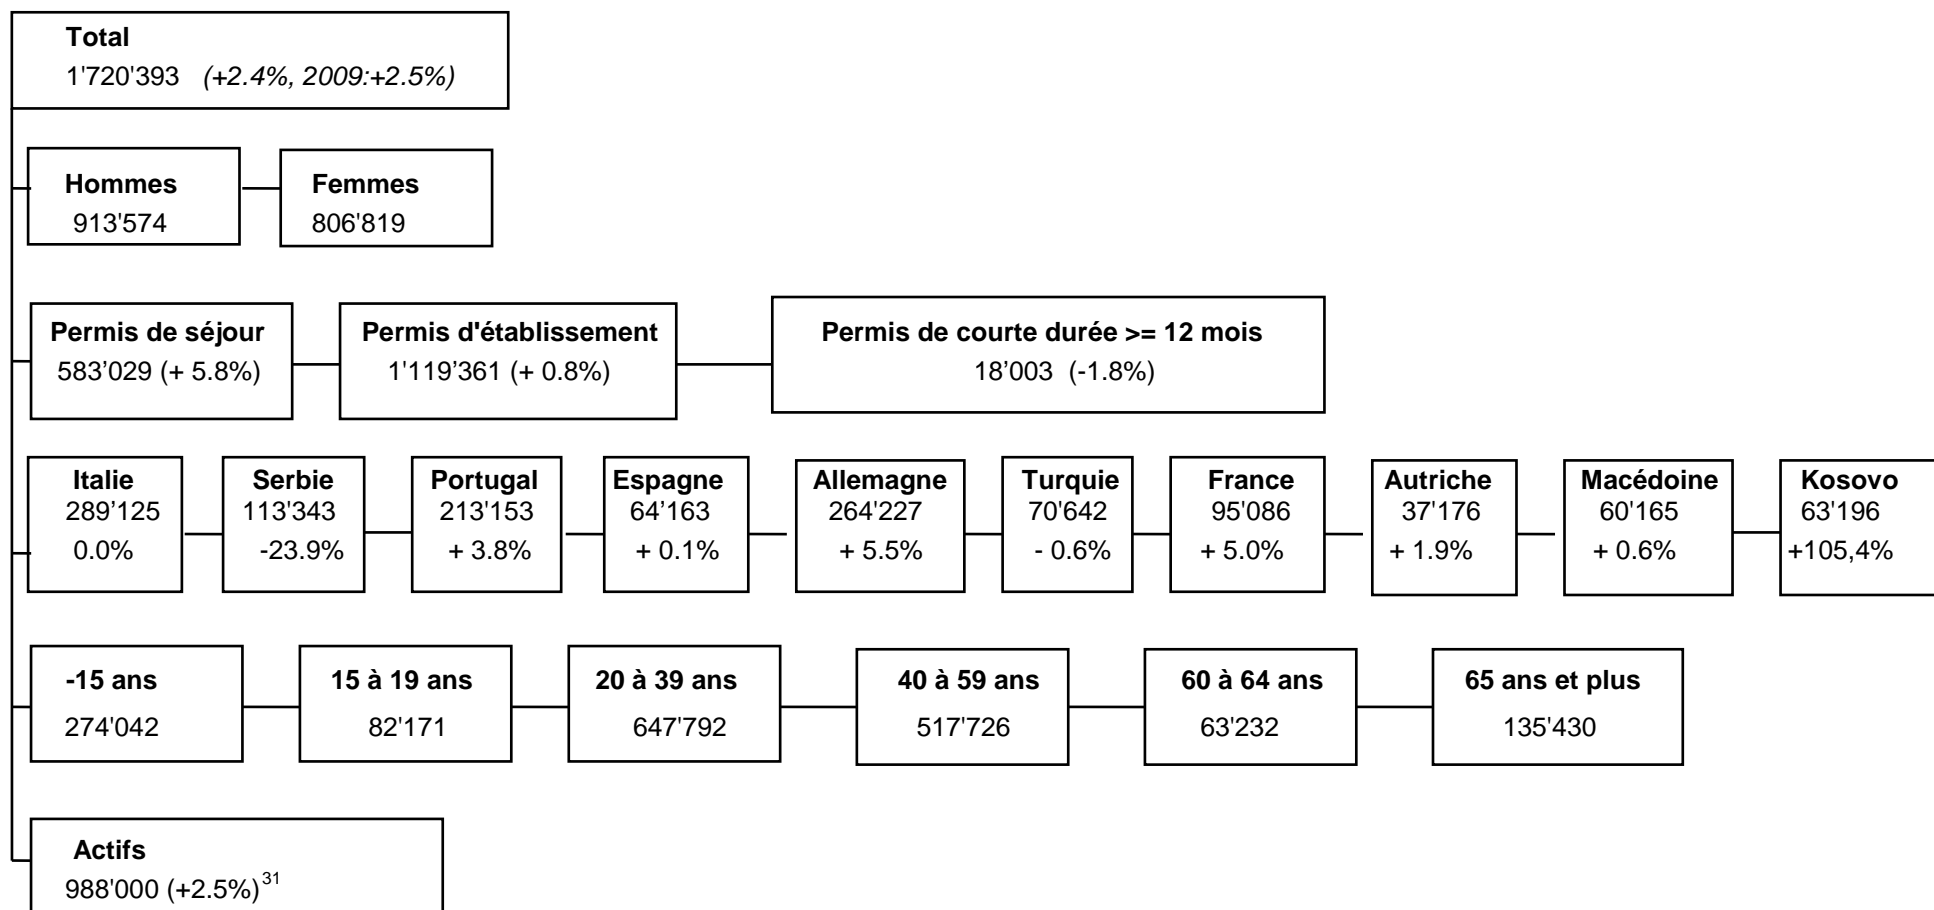 Total
1'720'393 (+2.4%, 2009:+2.5%)
Hommes
913'574
Femmes
806'819
Permis de séjour
583’029 (+ 5.8%)
Permis d'établissement
1'119'361 (+ 0.8%)
Permis de courte durée >= 12 mois
18’003 (-1.8%)
Italie
289'125
0.0%
Serbie
113'343
-23.9%
Portugal
213'153
+ 3.8%
Espagne
64'163
+ 0.1%
Allemagne
264'227
+ 5.5%
Turquie
70'642
- 0.6%
France
95'086
+ 5.0%
Autriche
37'176
+ 1.9%
Macédoine
60'165
+ 0.6%
Kosovo
63'196
+105,4%
-15 ans
274'042
15 à 19 ans
82'171
20 à 39 ans
647'792
40 à 59 ans
517'726
60 à 64 ans
63'232
65 ans et plus
135'430
Actifs
988'000 (+2.5%)31